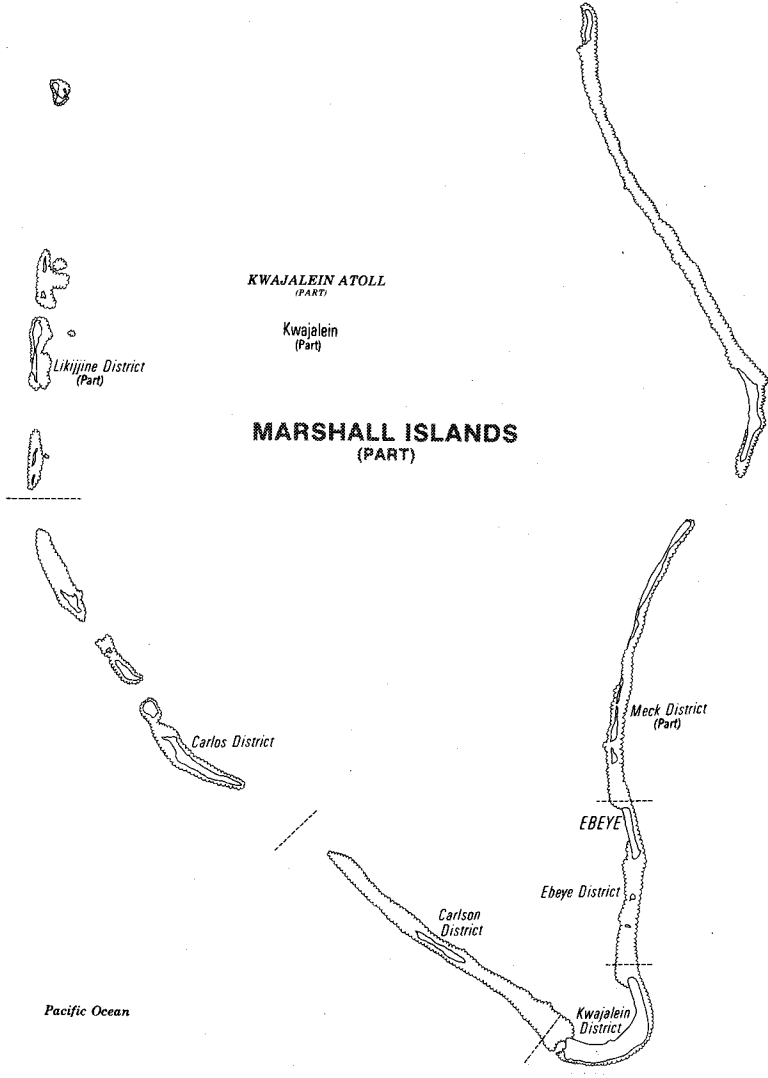 KWAJALEIN ATOLL
(PART)
Kwajalein
(Part)
Likijjine District
(Part)
MARSHALL ISLANDS
(PART)
Meck District
(Part)
Carlos District
EBEYE
Ebeye District
Carlson
District
Kwajalein
District
Pacific Ocean